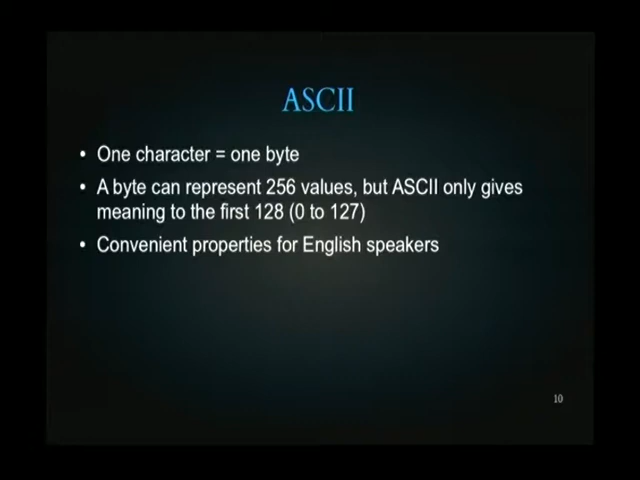 ASCII
• One character = one byte
• A byte can represent 256 values, but ASCII only gives
meaning to the first 128 (0 to 127)
• Convenient properties for English speakers
10